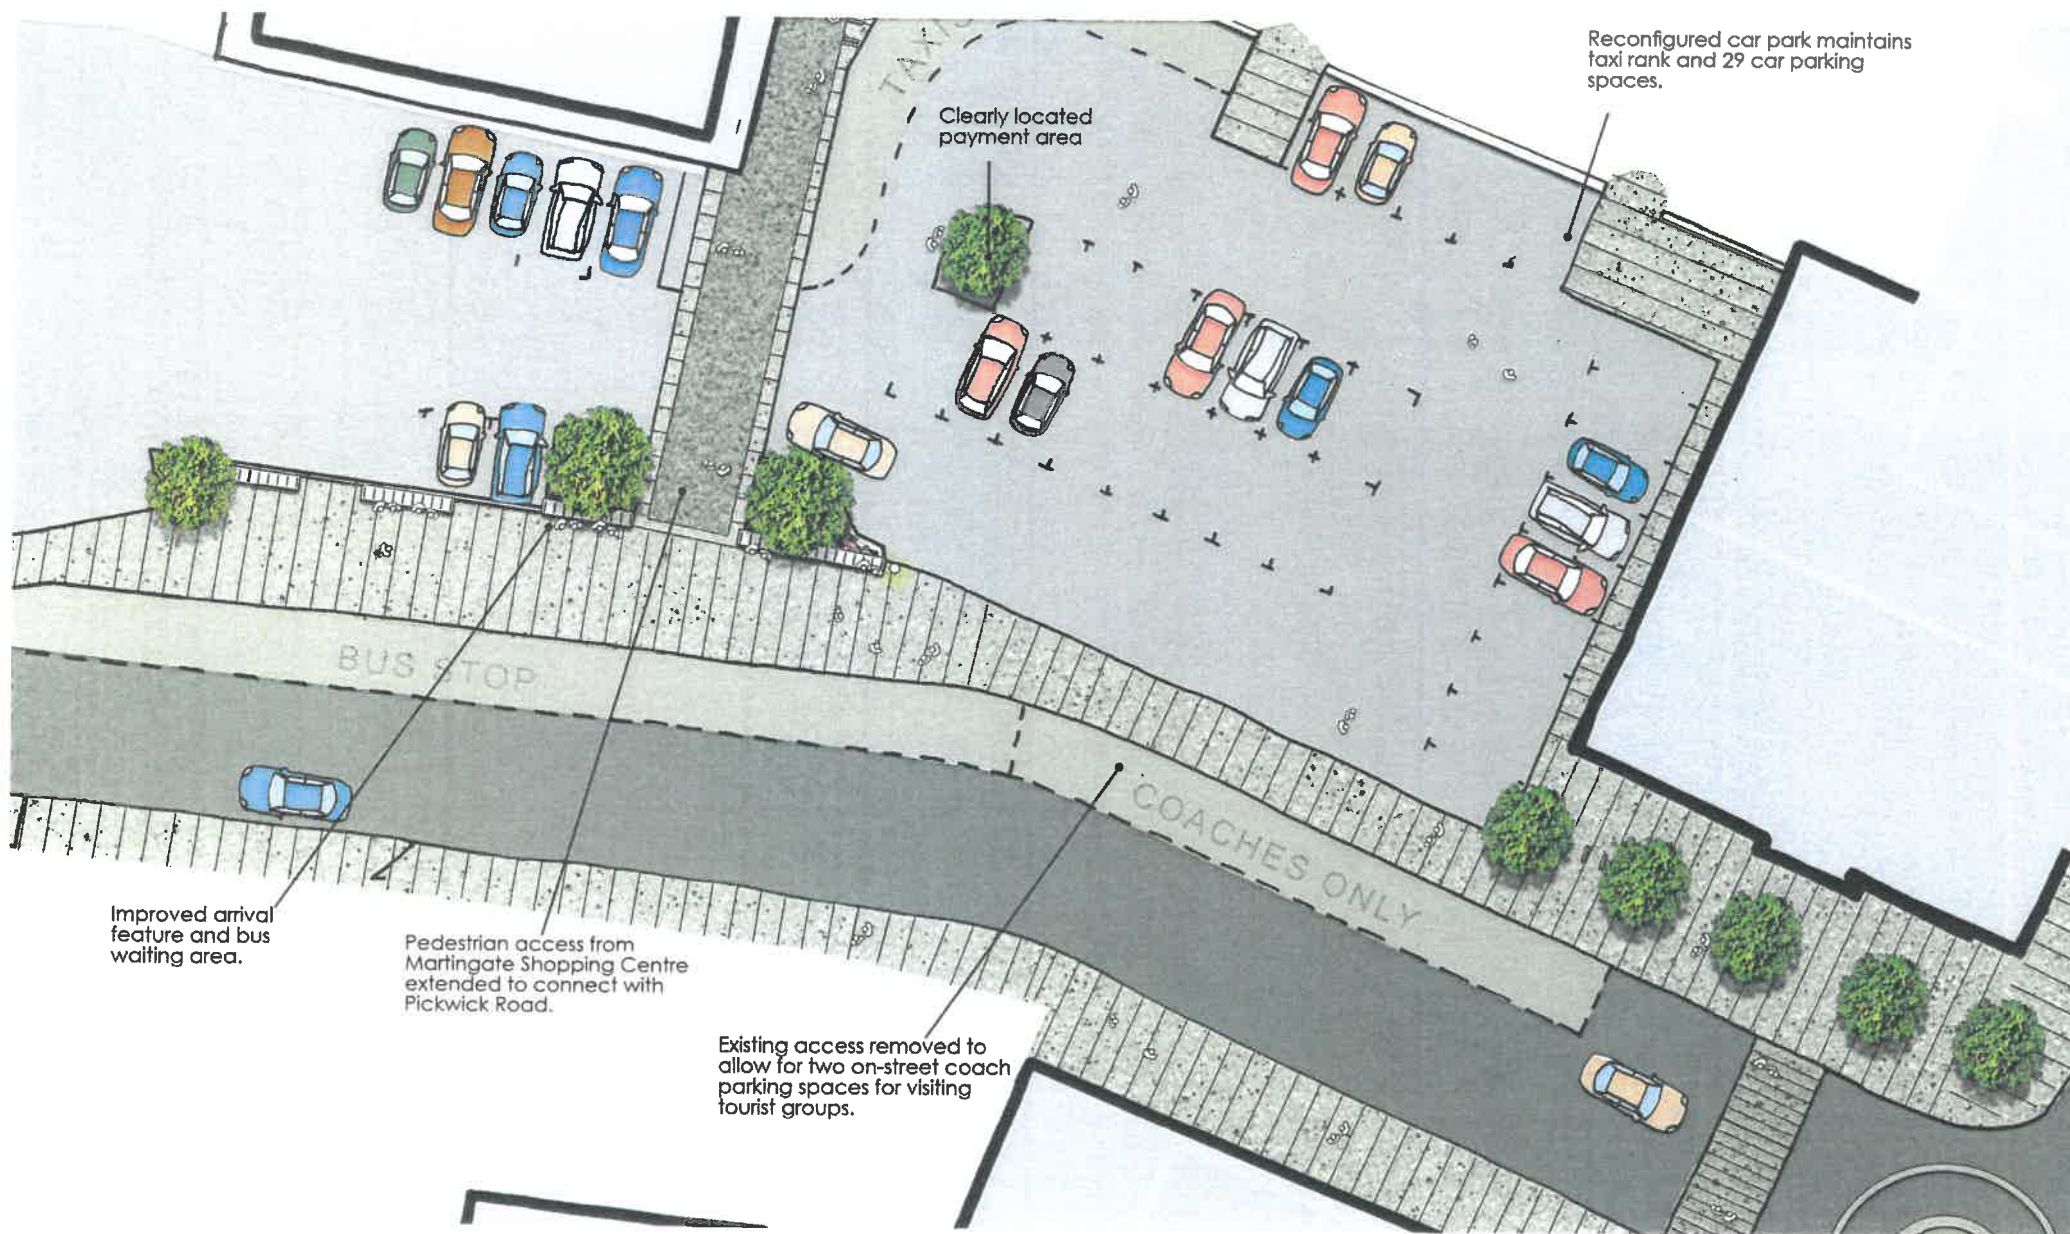 Reconfigured car park maintains
taxi rank and 29 car parking
spaces.
TAXIS
Clearly located
payment area
BUS STOP
COACHES ONLY
Improved arrival
feature and bus
waiting area.
Pedestrian access from
Martingate Shopping Centre
extended to connect with
Pickwick Road.
Existing access removed to
allow for two on-street coach
parking spaces for visiting
tourist groups.